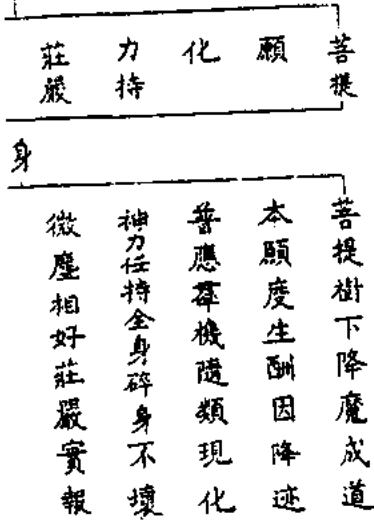 菩提
願
化
力持
莊嚴
身
菩提樹下降魔成道
本願度生酬因降迹
普應羣機隨類現化
神力任持全身碎身不壞
微塵相好莊嚴實報